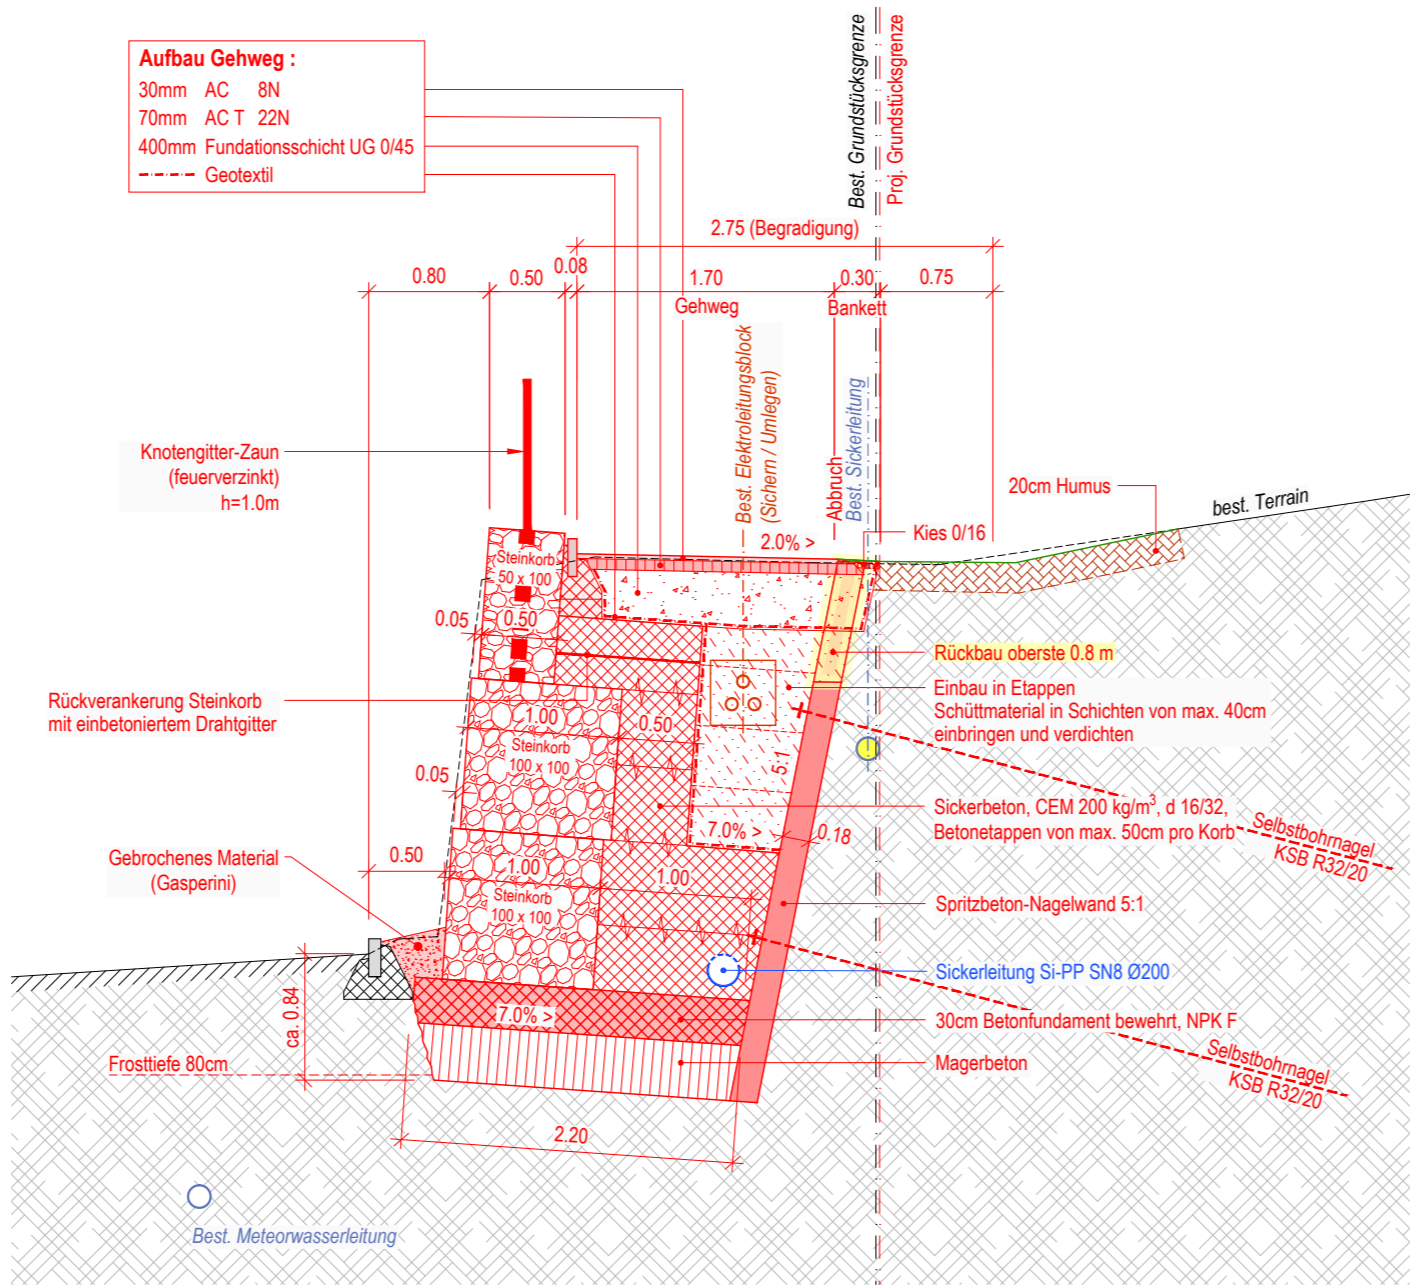 Aufbau Gehweg :
30mm AC 8N
70mm AC T 22N
400mm Fundationsschicht UG 0/45
Geotextil
Best. Grundstücksgrenze
Proj. Grundstücksgrenze
2.75 (Begradigung)
0.80
0.50
0.08
1.70
0.30
0.75
Gehweg
Bankett
Best. Elektroleitungsblock
(Sichern / Umlegen)
Abbruch
Best. Sickerleitung
Knotengitter-Zaun
(feuerverzinkt)
h=1.0m
20cm Humus
best. Terrain
Kies 0/16
2.0% >
Steinkorb
50 x 100
0.05
0.50
Rückbau oberste 0.8 m
Einbau in Etappen
Schüttmaterial in Schichten von max. 40cm
einbringen und verdichten
Rückverankerung Steinkorb
mit einbetoniertem Drahtgitter
1.00
0.50
Steinkorb
100 x 100
5:1
0.05
7.0% >
0.18
Sickerbeton, CEM 200 kg/m³, d 16/32,
Betonetappen von max. 50cm pro Korb
Selbstbohrnagel
KSB R32/20
Gebrochenes Material
(Gasperini)
0.50
1.00
1.00
Steinkorb
100 x 100
Spritzbeton-Nagelwand 5:1
Sickerleitung Si-PP SN8 Ø200
ca. 0.84
7.0% >
30cm Betonfundament bewehrt, NPK F
Frosttiefe 80cm
Magerbeton
Selbstbohrnagel
KSB R32/20
2.20
Best. Meteorwasserleitung